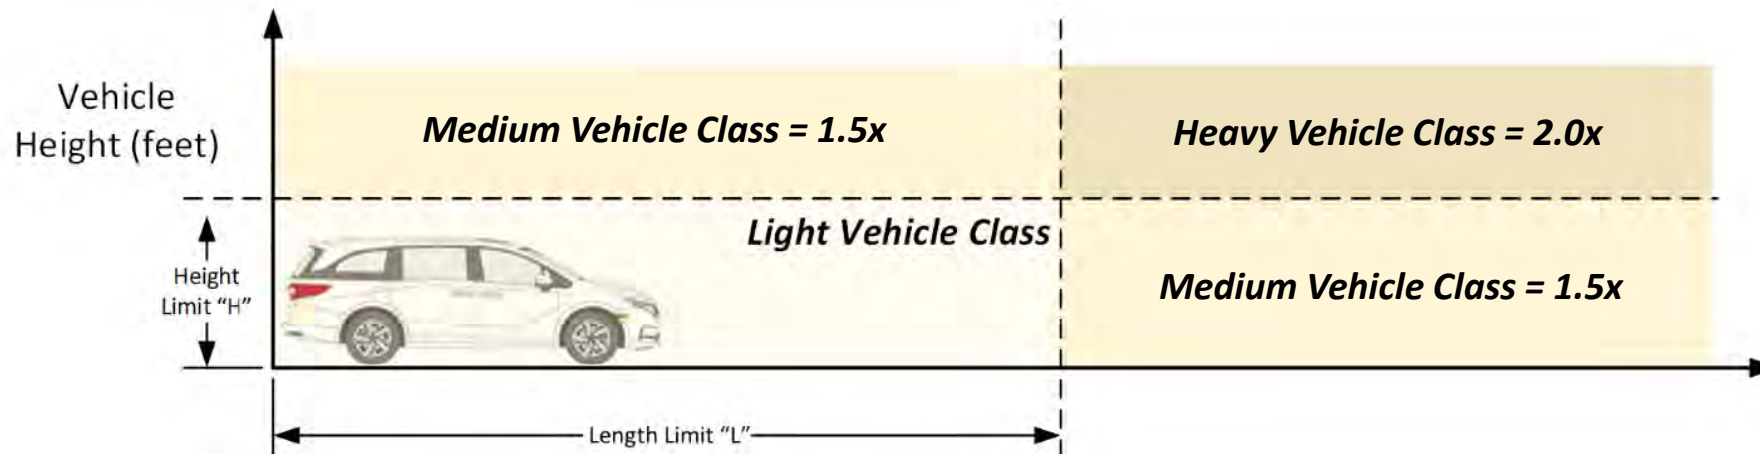 Vehicle
Height (feet)
Medium Vehicle Class = 1.5x
Heavy Vehicle Class = 2.0x
Light Vehicle Class
Height
Limit “H”
Medium Vehicle Class = 1.5x
Length Limit “L”